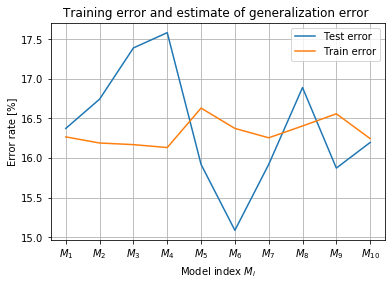 Training error and estimate of generalization error
Test error
Train error
Error rate [%]
17.5
17.0
16.5
16.0
15.5
15.0
M1 M2 M3 M4 M5 M6 M7 M8 M9 M10
Model index Mi